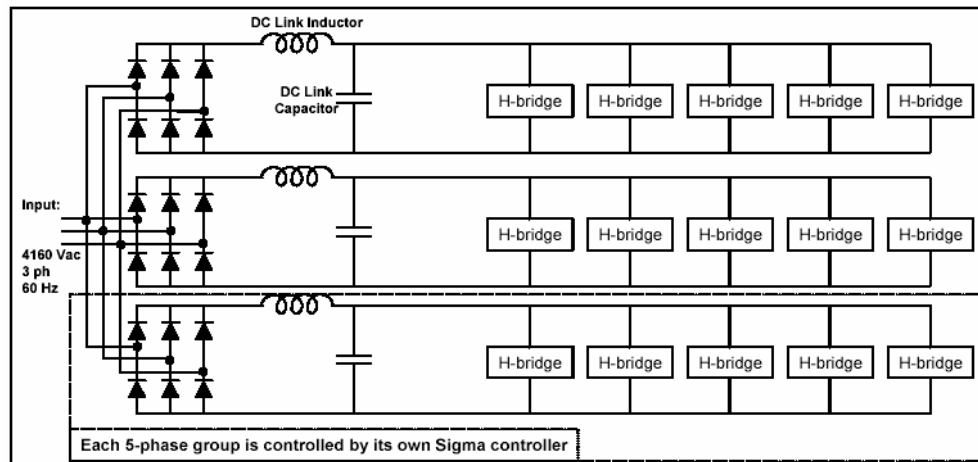 DC Link Inductor
DC Link
Capacitor
H-bridge H-bridge H-bridge H-bridge H-bridge
Input:
4160 Vac
3 ph
60 Hz
H-bridge H-bridge H-bridge H-bridge H-bridge
H-bridge H-bridge H-bridge H-bridge H-bridge
Each 5-phase group is controlled by its own Sigma controller